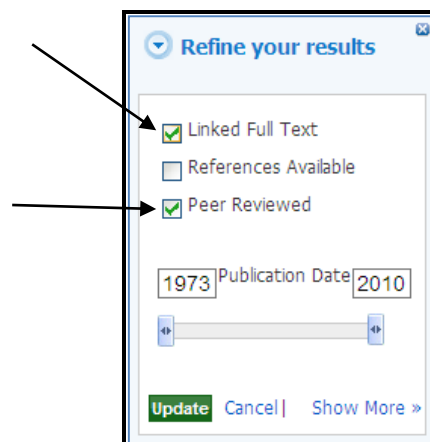 Refine your results
Linked Full Text
References Available
Peer Reviewed
1973 Publication Date 2010
Update Cancel| Show More »